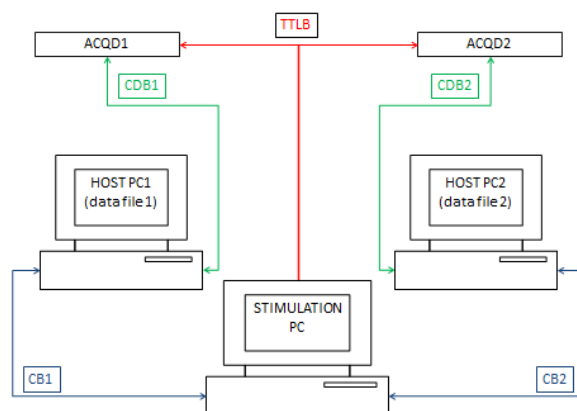 TTLB
ACQD1
ACQD2
CDB1
CDB2
HOST PC1
(data file 1)
HOST PC2
(data file 2)
STIMULATION
PC
CB1
CB2